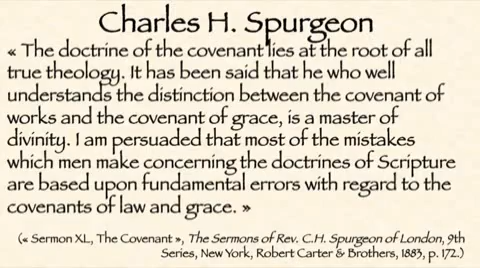 Charles H. Spurgeon
« The doctrine of the covenant lies at the root of all
true theology. It has been said that he who well
understands the distinction between the covenant of
works and the covenant of grace, is a master of
divinity. I am persuaded that most of the mistakes
which men make concerning the doctrines of Scripture
are based upon fundamental errors with regard to the
covenants of law and grace. »
(« Sermon XL, The Covenant », The Sermons of Rev. C.H. Spurgeon of London, 9th
Series, New York, Robert Carter & Brothers, 1883, p. 172.)